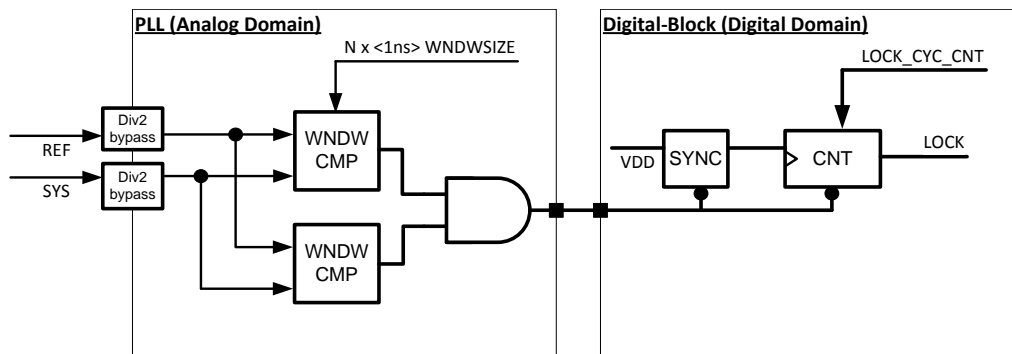 PLL (Analog Domain)
Digital-Block (Digital Domain)
N x <1ns> WNDWSIZE
LOCK_CYC_CNT
Div2
bypass
REF
Div2
bypass
SYS
WNDW
CMP
WNDW
CMP
VDD
SYNC
CNT
LOCK